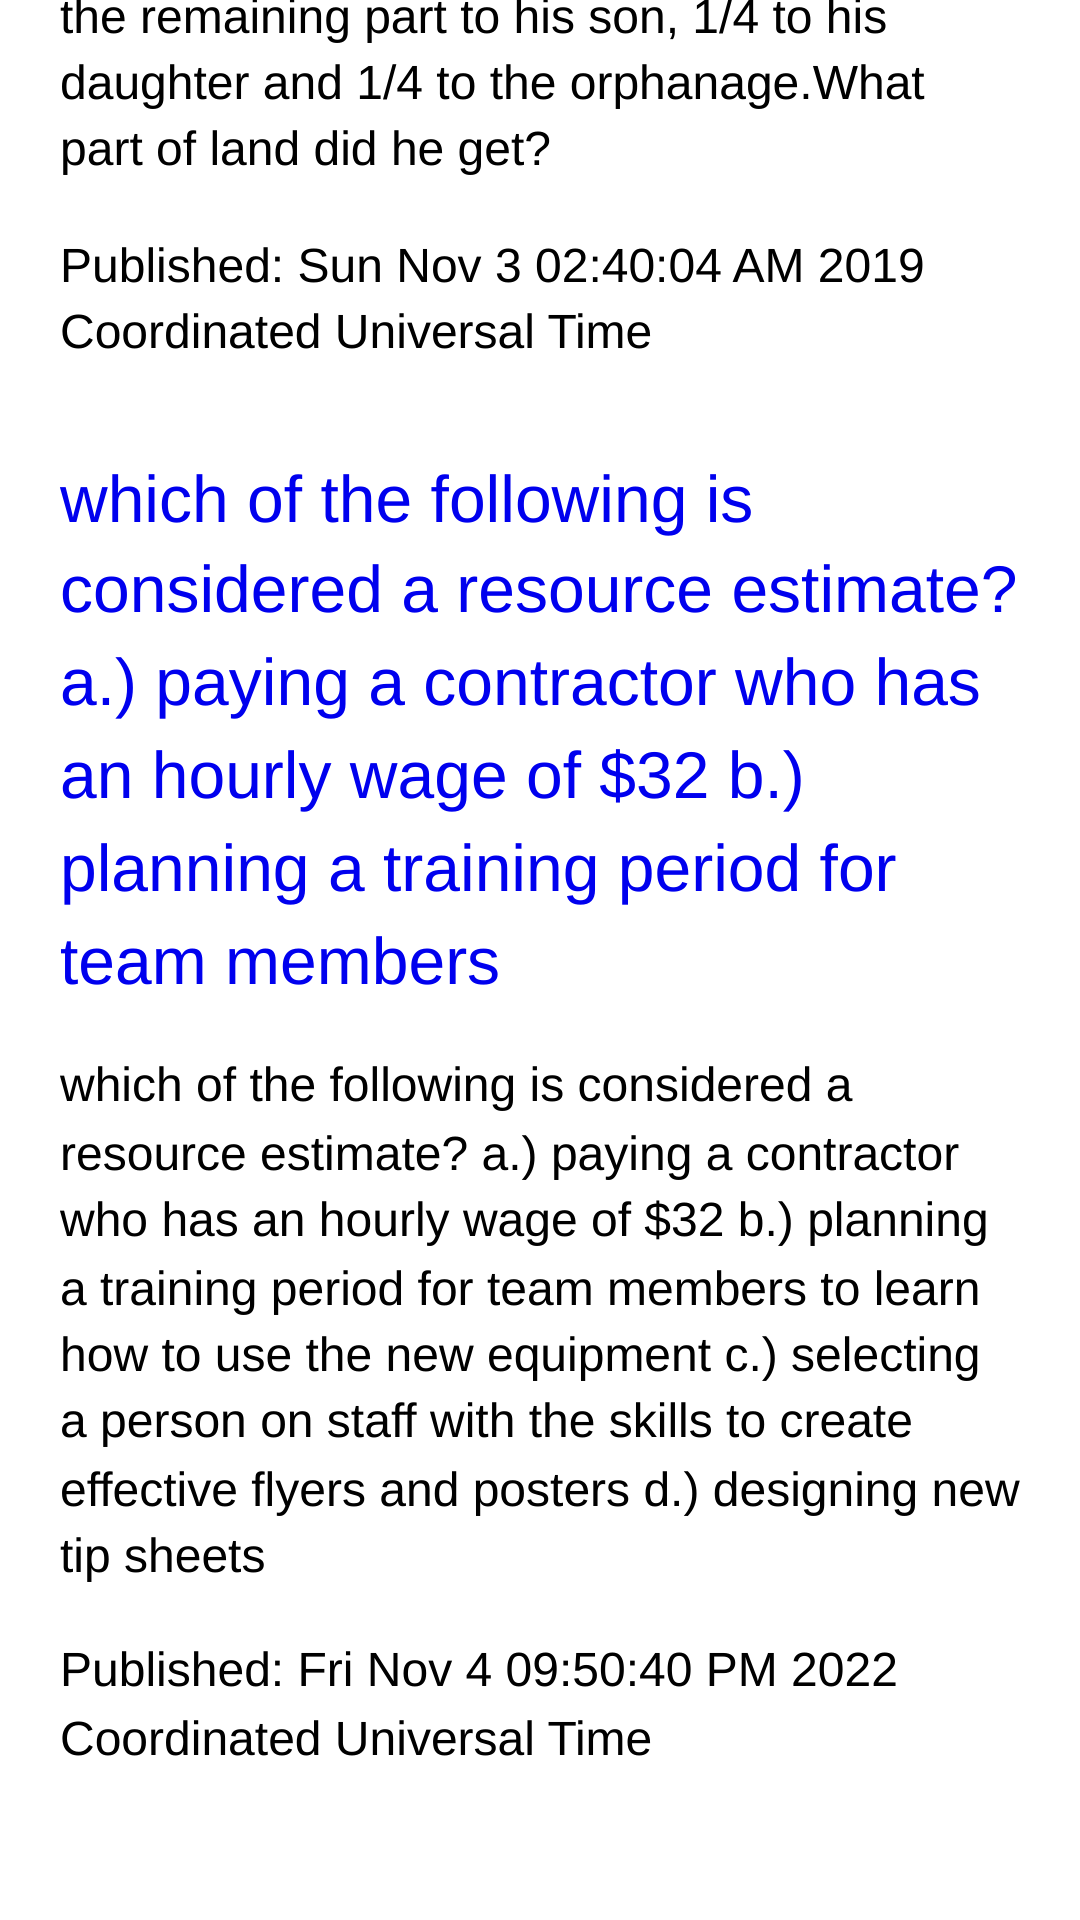 the remaining part to his son, 1/4 to his
daughter and 1/4 to the orphanage.What
part of land did he get?
Published: Sun Nov 3 02:40:04 AM 2019
Coordinated Universal Time
which of the following is
considered a resource estimate?
a.) paying a contractor who has
an hourly wage of $32 b.)
planning a training period for
team members
which of the following is considered a
resource estimate? a.) paying a contractor
who has an hourly wage of $32 b.) planning
a training period for team members to learn
how to use the new equipment c.) selecting
a person on staff with the skills to create
effective flyers and posters d.) designing new
tip sheets
Published: Fri Nov 4 09:50:40 PM 2022
Coordinated Universal Time